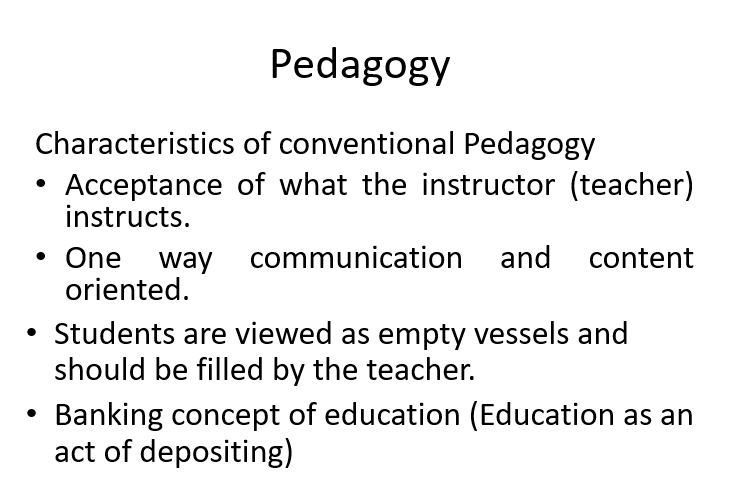 Pedagogy
Characteristics of conventional Pedagogy
• Acceptance of what the instructor (teacher)
instructs.
• One way communication and content
oriented.
• Students are viewed as empty vessels and
should be filled by the teacher.
• Banking concept of education (Education as an
act of depositing)